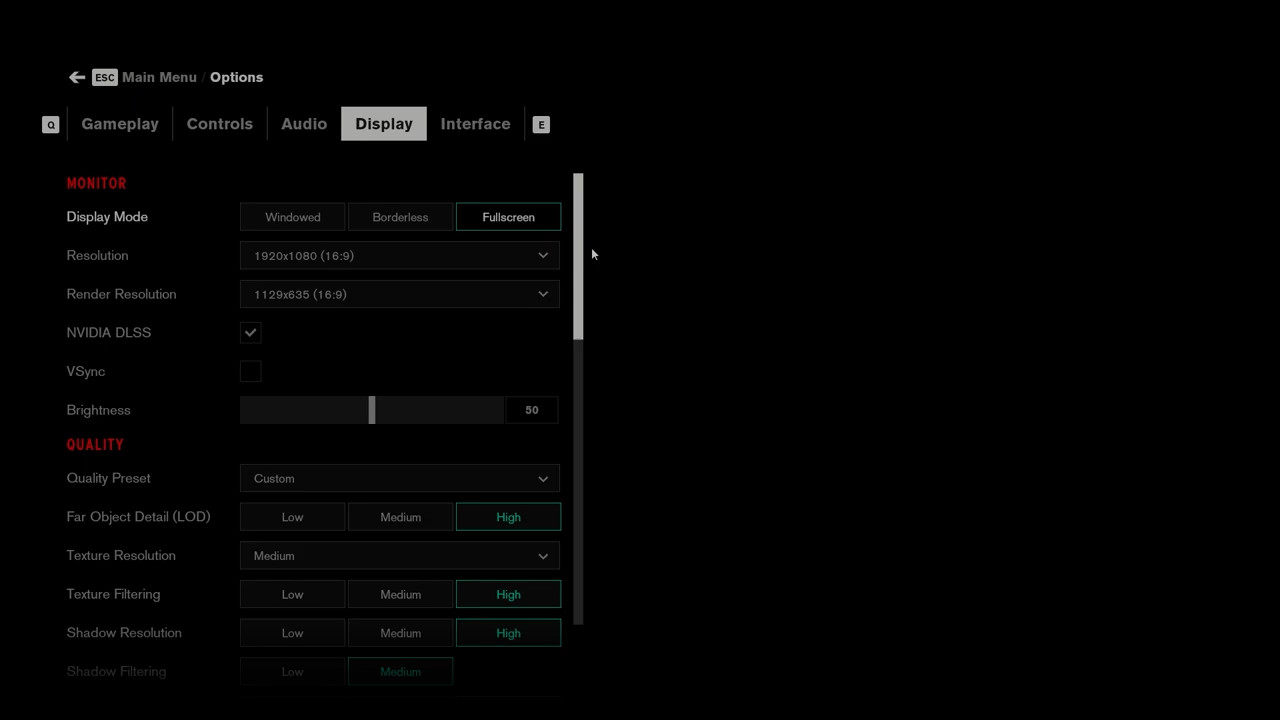 ESC Main Menu / Options
Q Gameplay Controls Audio Display Interface E
MONITOR
Display Mode Windowed Borderless Fullscreen
Resolution 1920x1080 (16:9)
Render Resolution 1129x635 (16:9)
NVIDIA DLSS
VSync
Brightness 50
QUALITY
Quality Preset Custom
Far Object Detail (LOD) Low Medium High
Texture Resolution Medium
Texture Filtering Low Medium High
Shadow Resolution Low Medium High
Shadow Filtering Low Medium